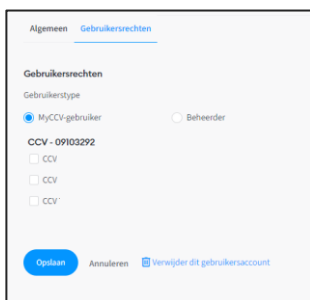 Algemeen Gebruikersrechten
Gebruikersrechten
Gebruikerstype
MyCCV-gebruiker Beheerder
CCV - 09103292
CCV
CCV
CCV
Opslaan Annuleren Verwijder dit gebruikersaccount